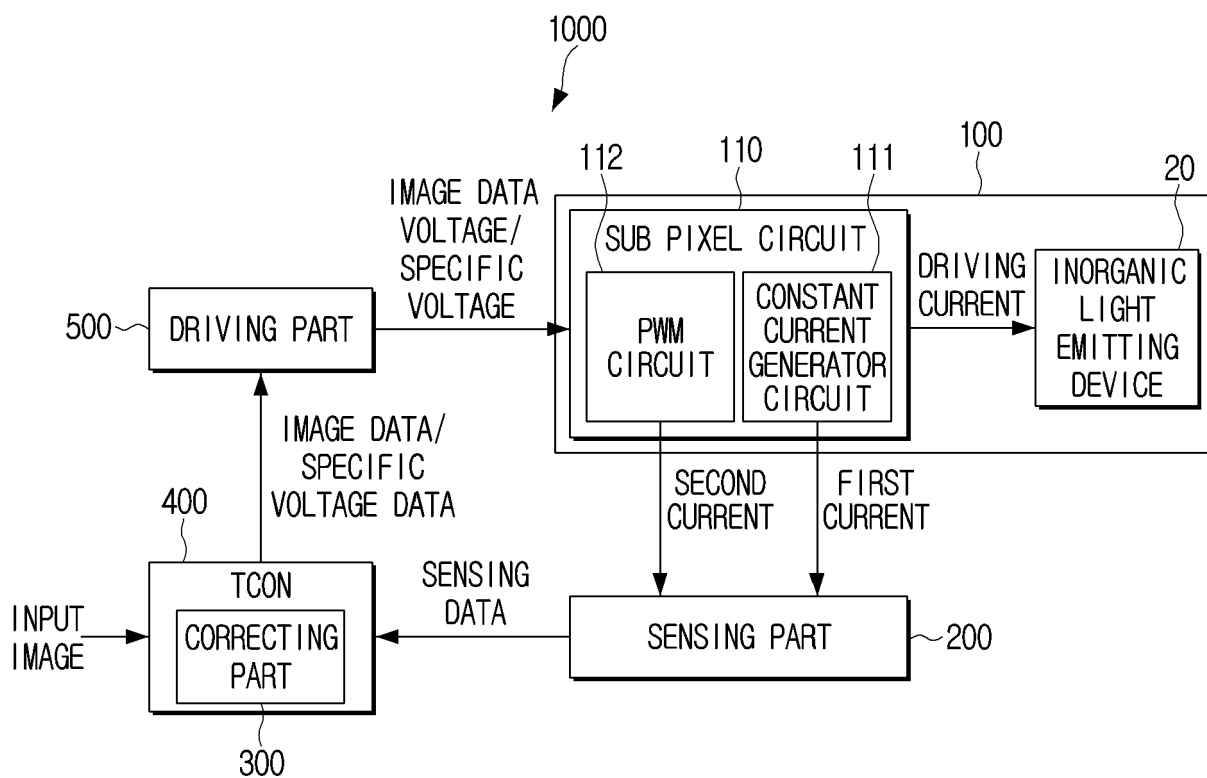 1000
100
112
110
111
20
IMAGE DATA
VOLTAGE/
SPECIFIC
VOLTAGE
SUB PIXEL CIRCUIT
PWM
CIRCUIT
CONSTANT
CURRENT
GENERATOR
CIRCUIT
DRIVING
CURRENT
INORGANIC
LIGHT
EMITTING
DEVICE
500
DRIVING PART
IMAGE DATA/
SPECIFIC
VOLTAGE DATA
SECOND
CURRENT
FIRST
CURRENT
400
TCON
CORRECTING
PART
300
INPUT
IMAGE
SENSING
DATA
SENSING PART
200